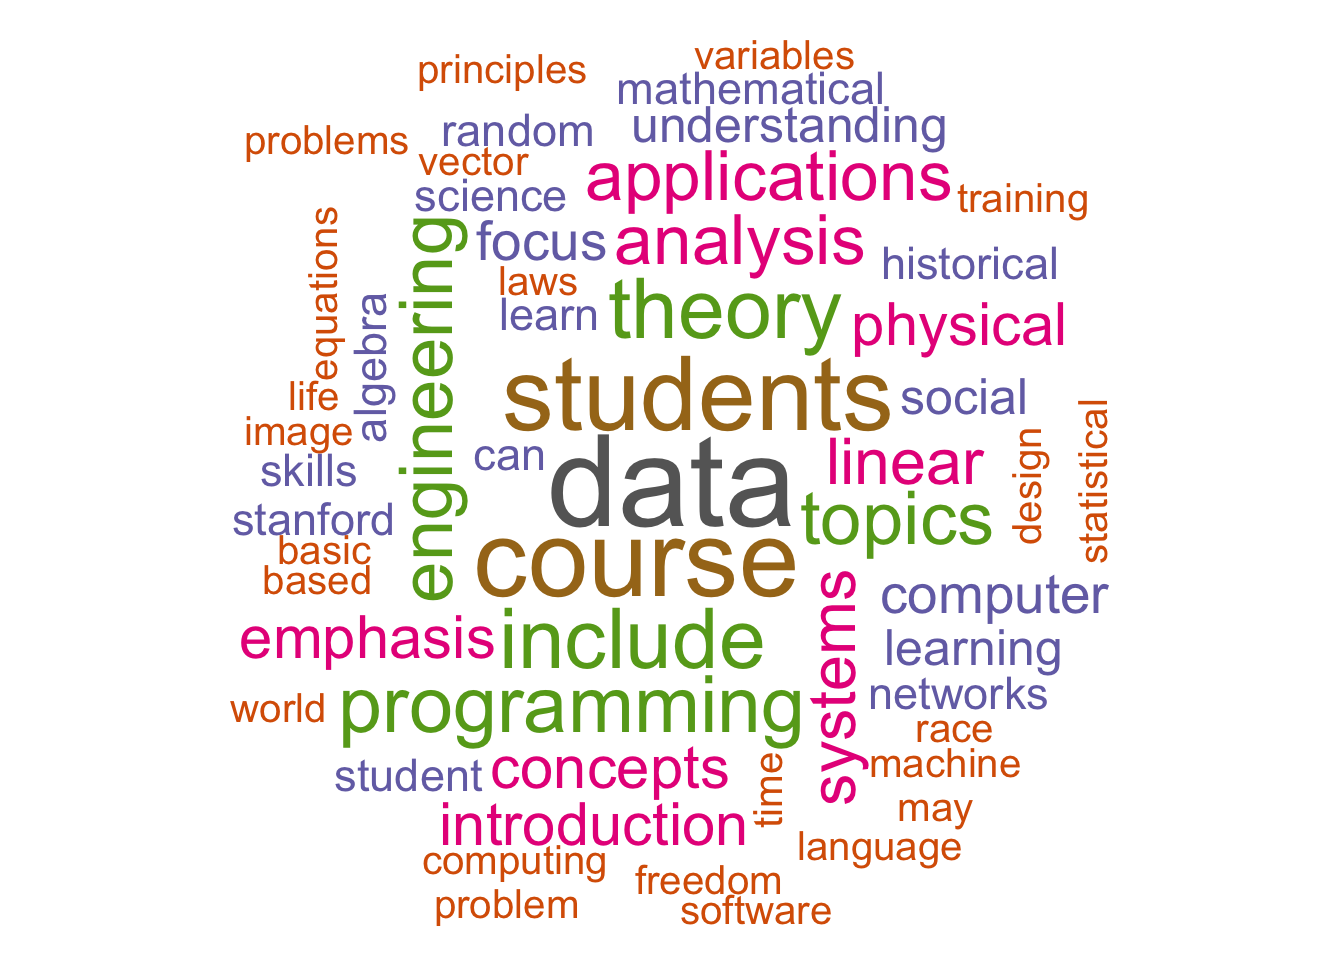 variables
principles
mathematical
random
understanding
problems
vector
applications
science
training
focus
analysis
historical
equations
engineering
laws
learn
theory
physical
algebra
life
students
social
image
can
data
linear
design
statistical
skills
stanford
topics
basic
based
course
computer
emphasis
include
systems
learning
world
programming
networks
race
student
concepts
time
machine
introduction
may
computing
language
problem
freedom
software